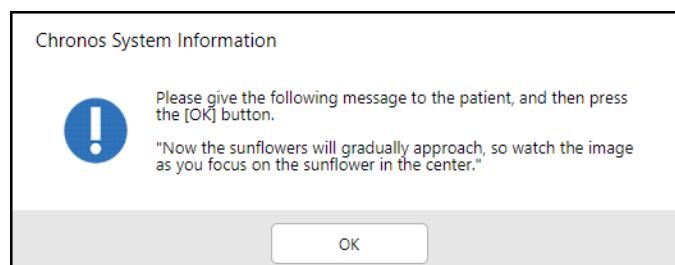 Chronos System Information
Please give the following message to the patient, and then press
the [OK] button.
"Now the sunflowers will gradually approach, so watch the image
as you focus on the sunflower in the center."
OK